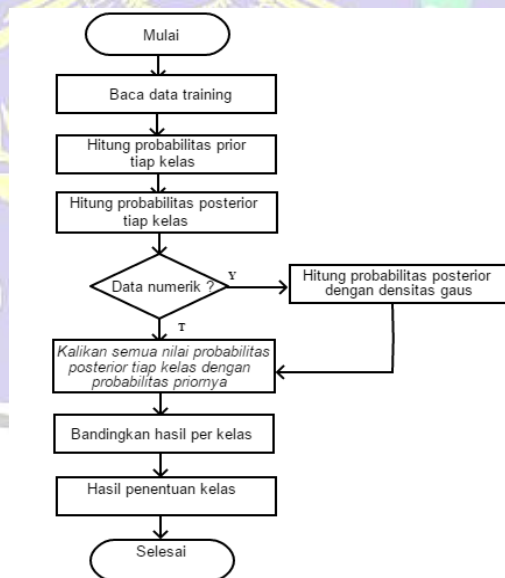 Mulai
Baca data training
Hitung probabilitas prior
tiap kelas
Hitung probabilitas posterior
tiap kelas
Data numerik ?
Y
Hitung probabilitas posterior
dengan densitas gaus
T
Kalikan semua nilai probabilitas
posterior tiap kelas dengan
probabilitas priornya
Bandingkan hasil per kelas
Hasil penentuan kelas
Selesai